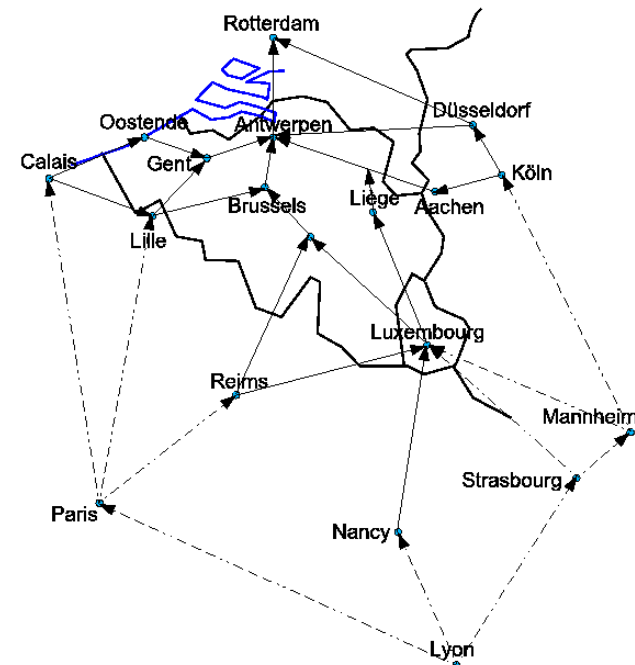 Rotterdam
Düsseldorf
Oostende
Antwerpen
Calais
Gent
Köln
Brussels
Liege
Aachen
Lille
Luxembourg
Reims
Mannheim
Strasbourg
Paris
Nancy
Lyon